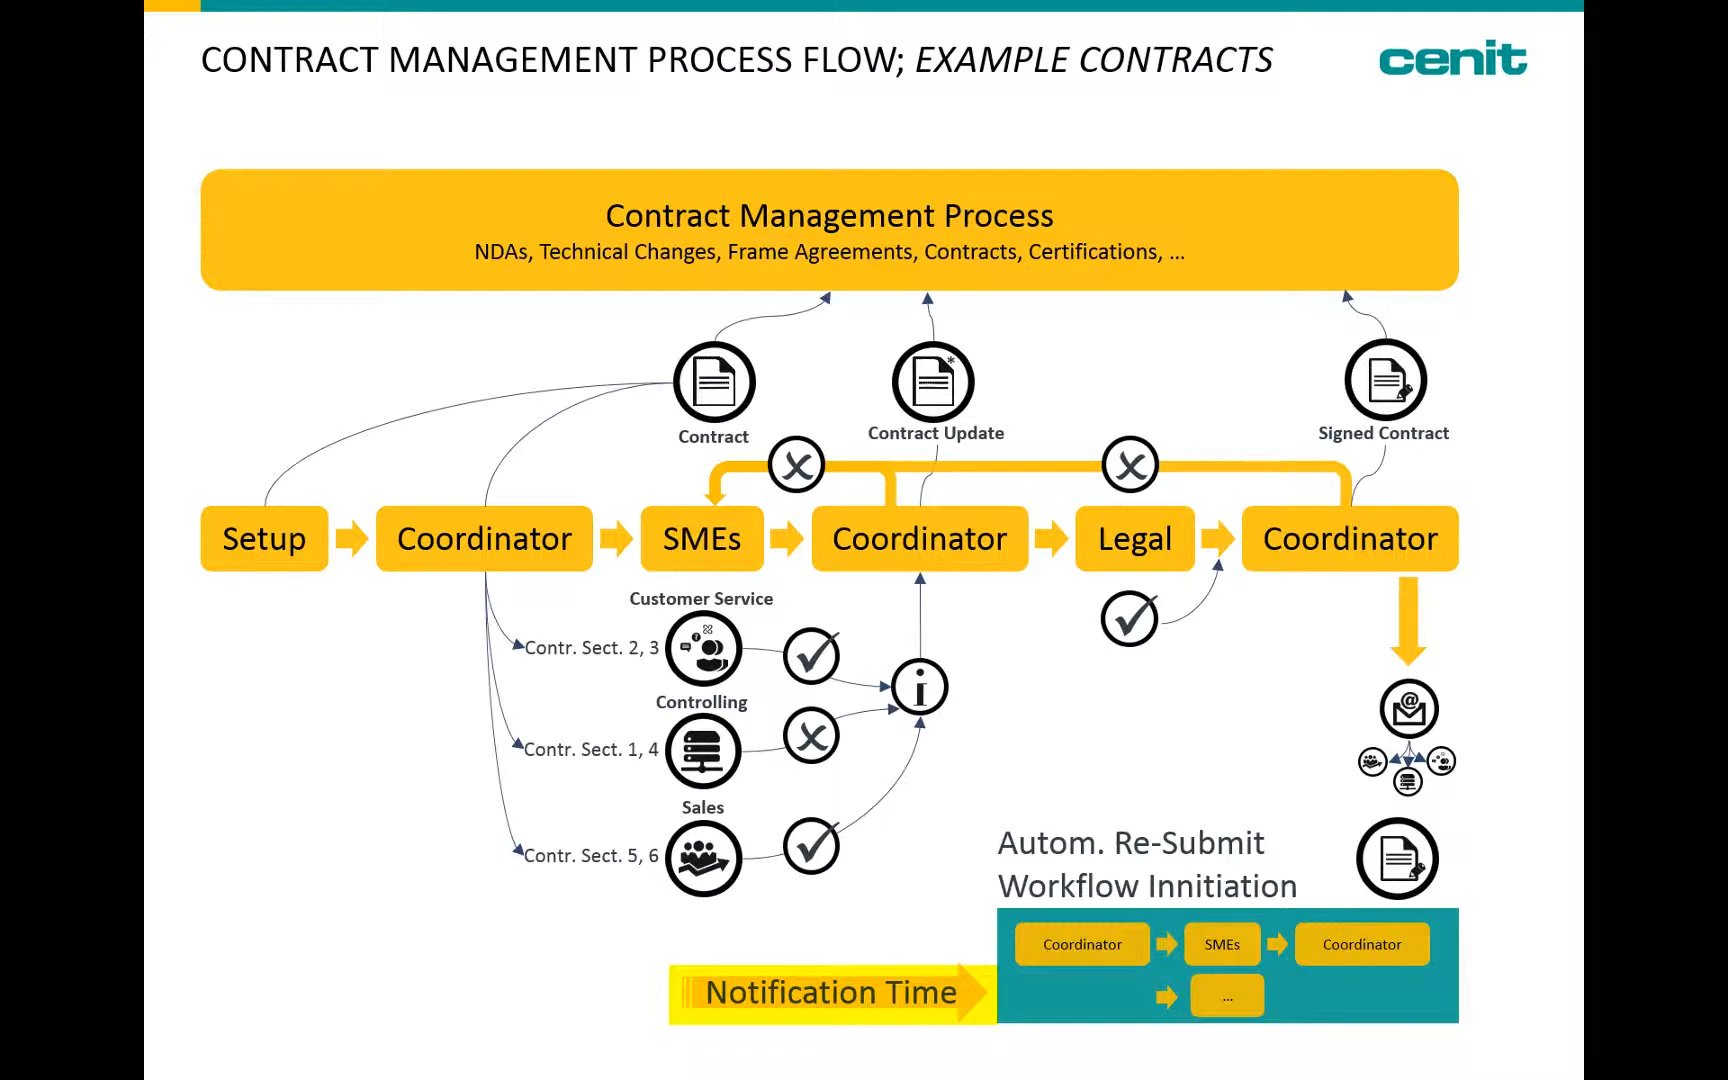 CONTRACT MANAGEMENT PROCESS FLOW; EXAMPLE CONTRACTS
cenit
Contract Management Process
NDAs, Technical Changes, Frame Agreements, Contracts, Certifications, ...
Contract
Contract Update
Signed Contract
Setup
Coordinator
SMEs
Coordinator
Legal
Coordinator
Customer Service
Contr. Sect. 2, 3
Controlling
Contr. Sect. 1, 4
Sales
Contr. Sect. 5, 6
Autom. Re-Submit
Workflow Innitiation
Coordinator
SMEs
Coordinator
Notification Time
...